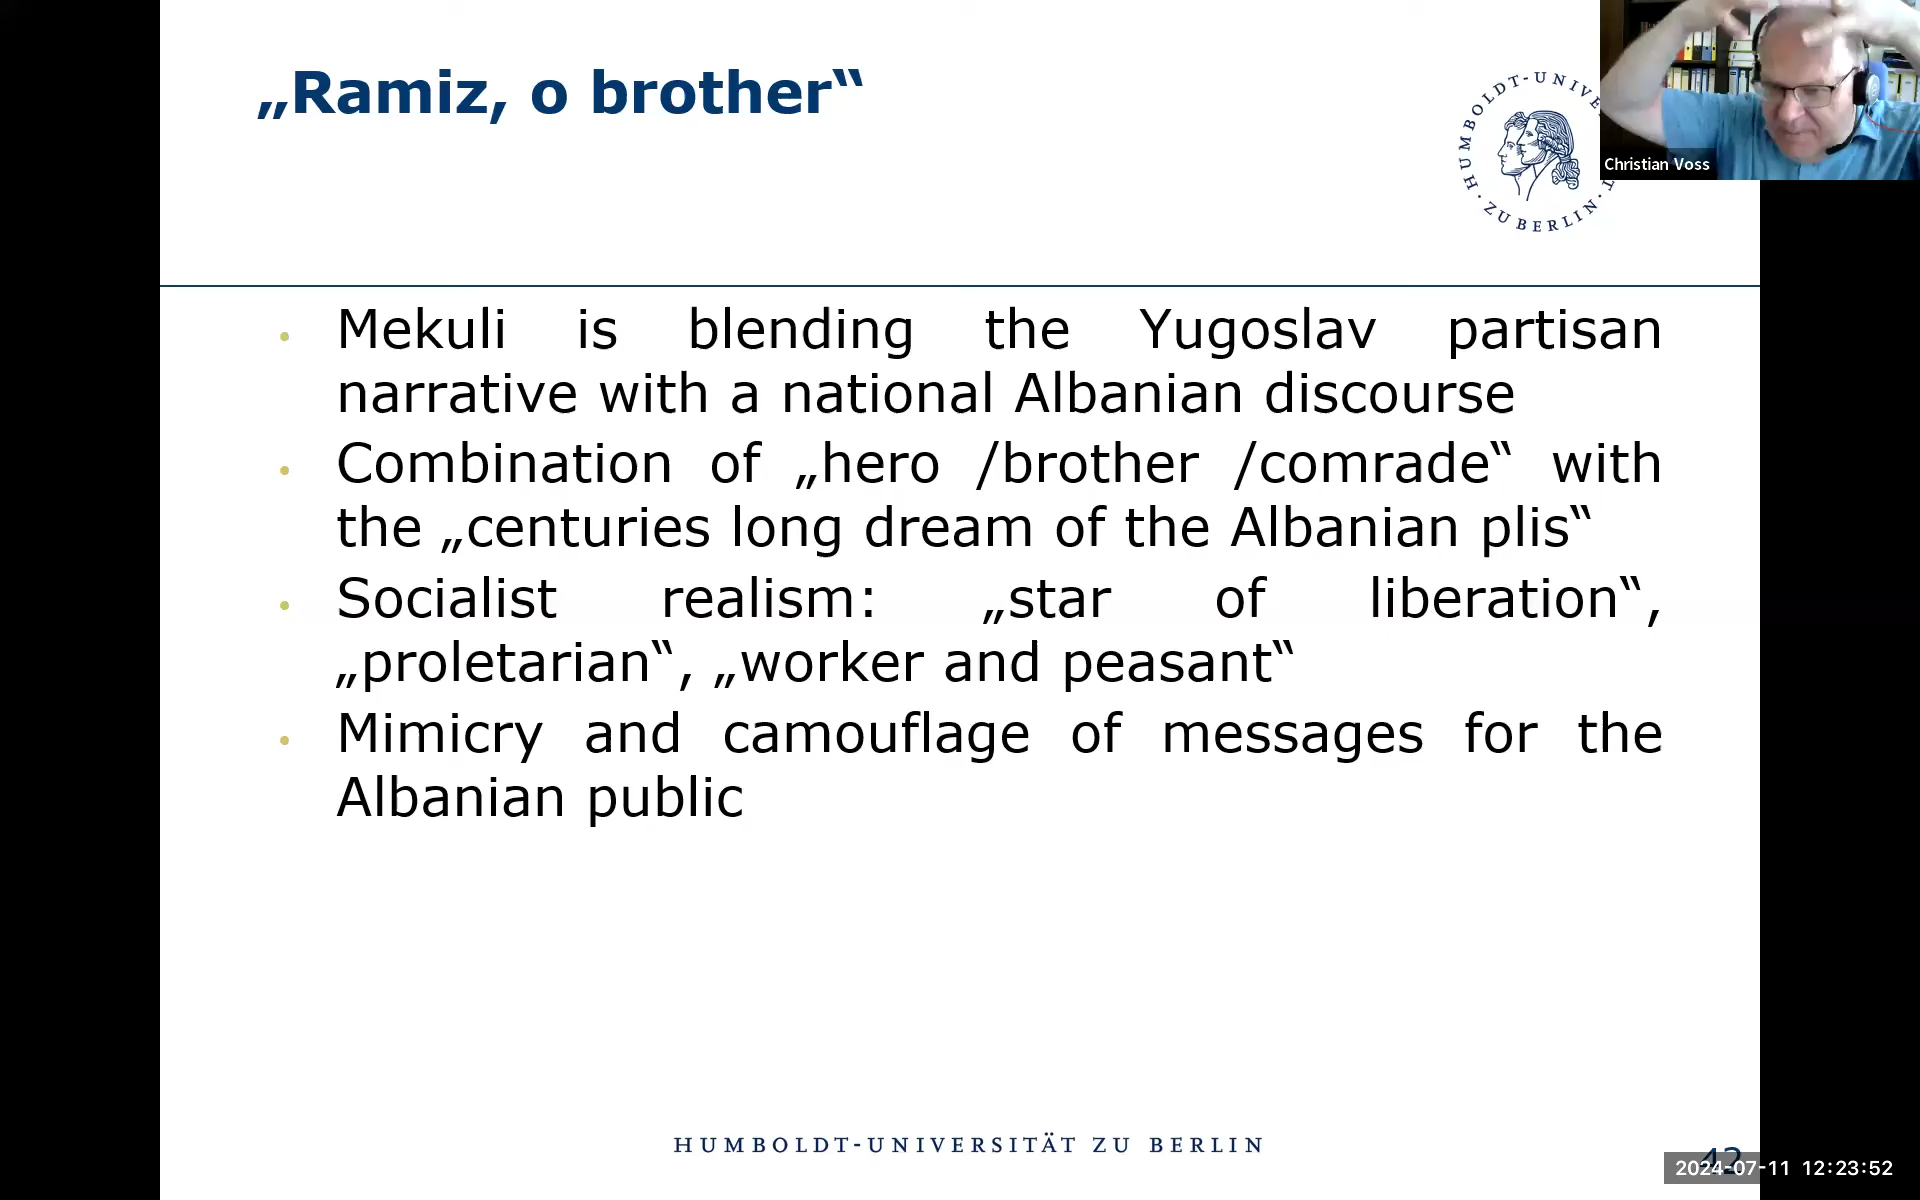 „Ramiz, o brother“
HUMBOLDT-UNIVE
T · ZU BERLIN ·
Christian Voss
• Mekuli is blending the Yugoslav partisan
narrative with a national Albanian discourse
• Combination of „hero /brother /comrade“ with
the „centuries long dream of the Albanian plis“
• Socialist realism: „star of liberation“,
„proletarian“, „worker and peasant“
• Mimicry and camouflage of messages for the
Albanian public
HUMBOLDT-UNIVERSITÄT ZU BERLIN
42
2024-07-11 12:23:52